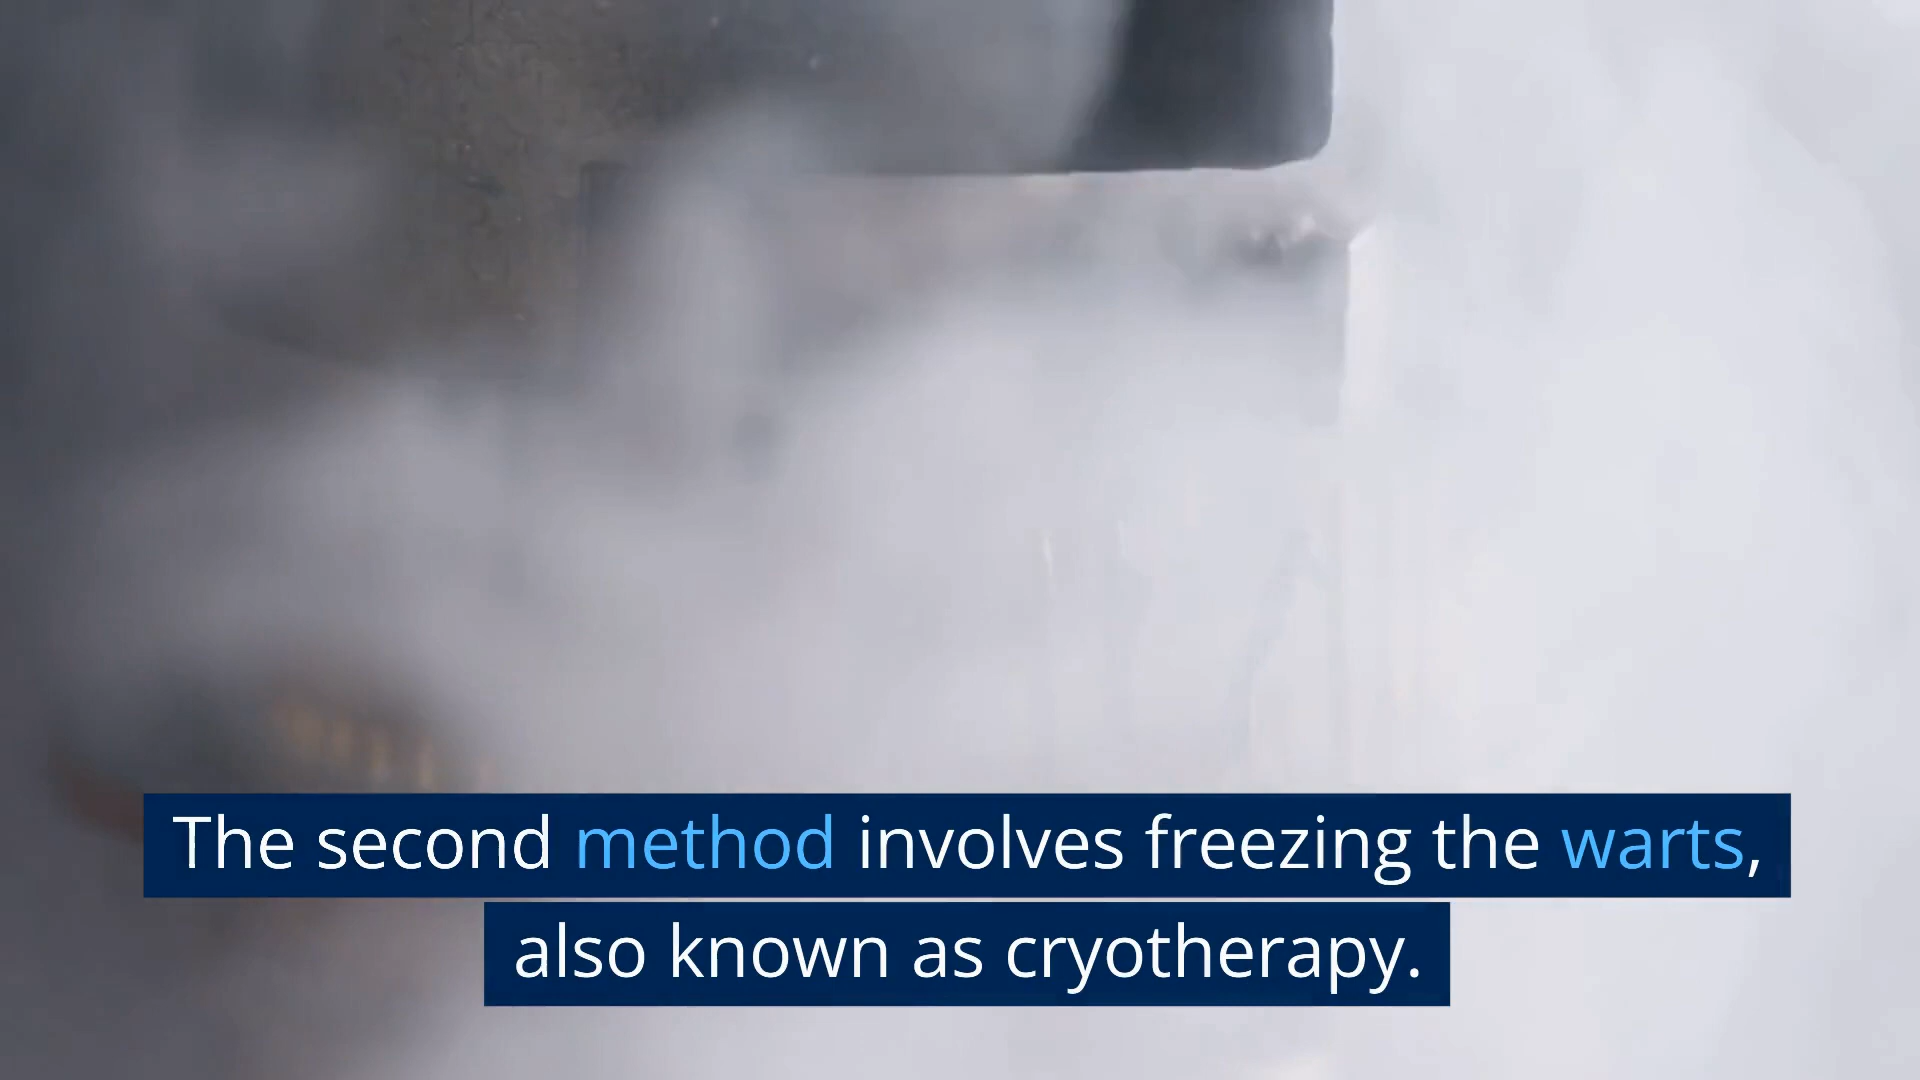 The second method involves freezing the warts,
also known as cryotherapy.